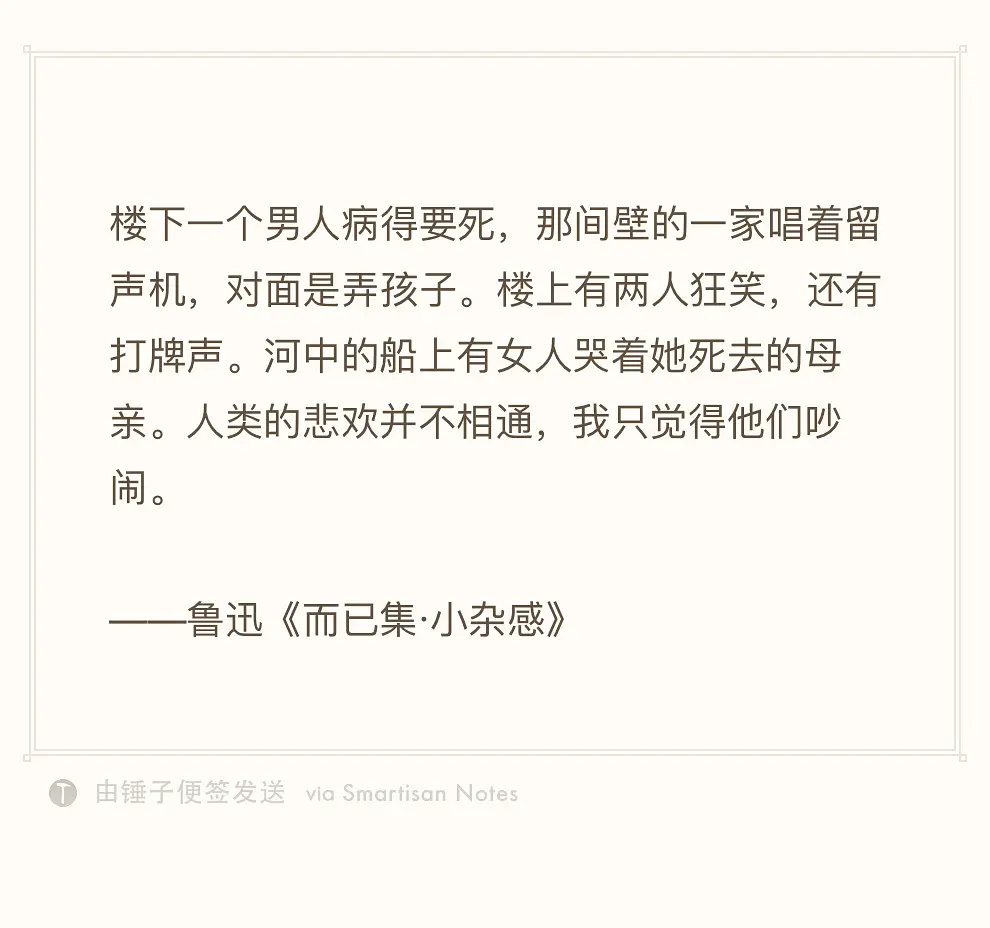 楼下一个男人病得要死，那间壁的一家唱着留
声机，对面是弄孩子。楼上有两人狂笑，还有
打牌声。河中的船上有女人哭着她死去的母
亲。人类的悲欢并不相通，我只觉得他们吵
闹。
——鲁迅《而已集·小杂感》
由锤子便签发送 via Smartisan Notes